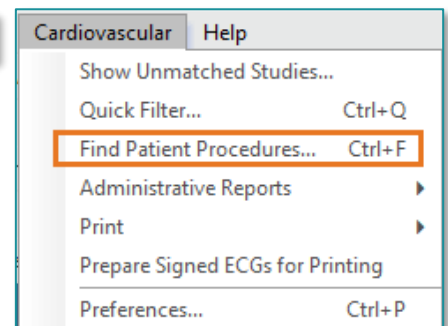 Cardiovascular Help
Show Unmatched Studies...
Quick Filter... Ctrl+Q
Find Patient Procedures... Ctrl+F
Administrative Reports
Print
Prepare Signed ECGs for Printing
Preferences... Ctrl+P